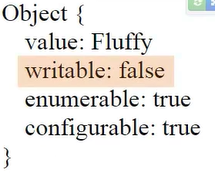 Object {
value: Fluffy
writable: false
enumerable: true
configurable: true
}